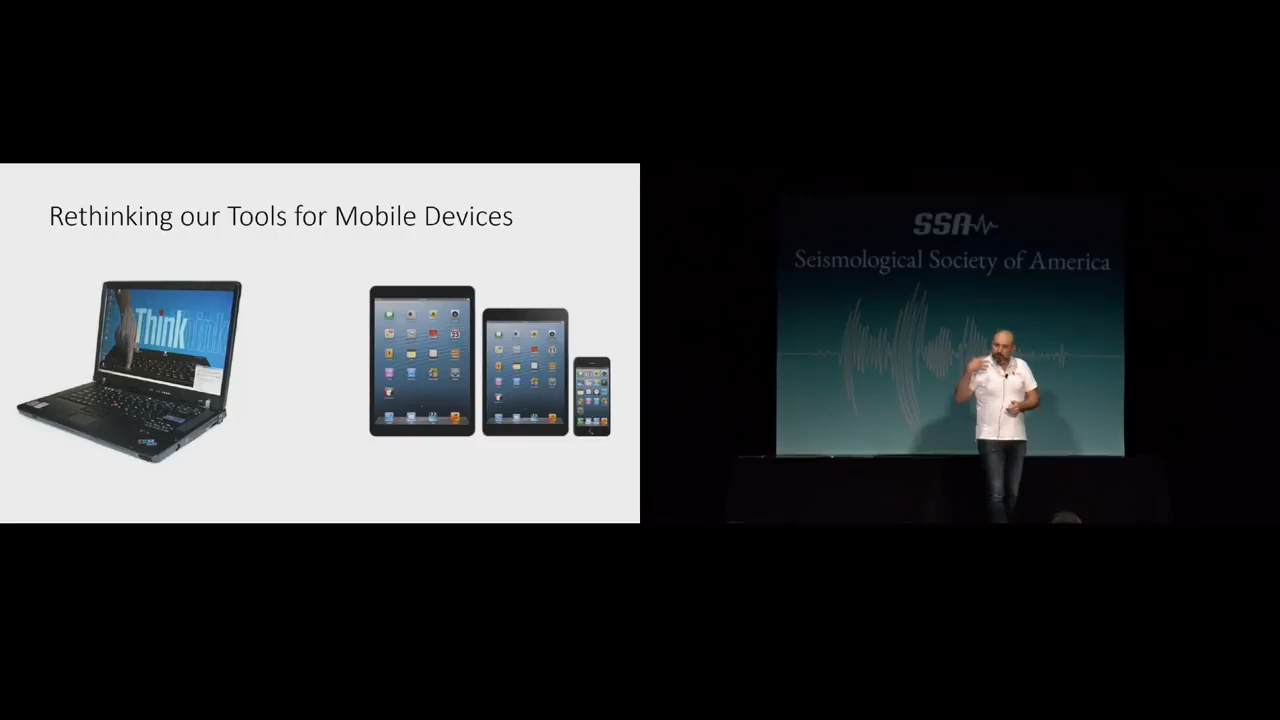 Rethinking our Tools for Mobile Devices
Think
SSA
Seismological Society of America